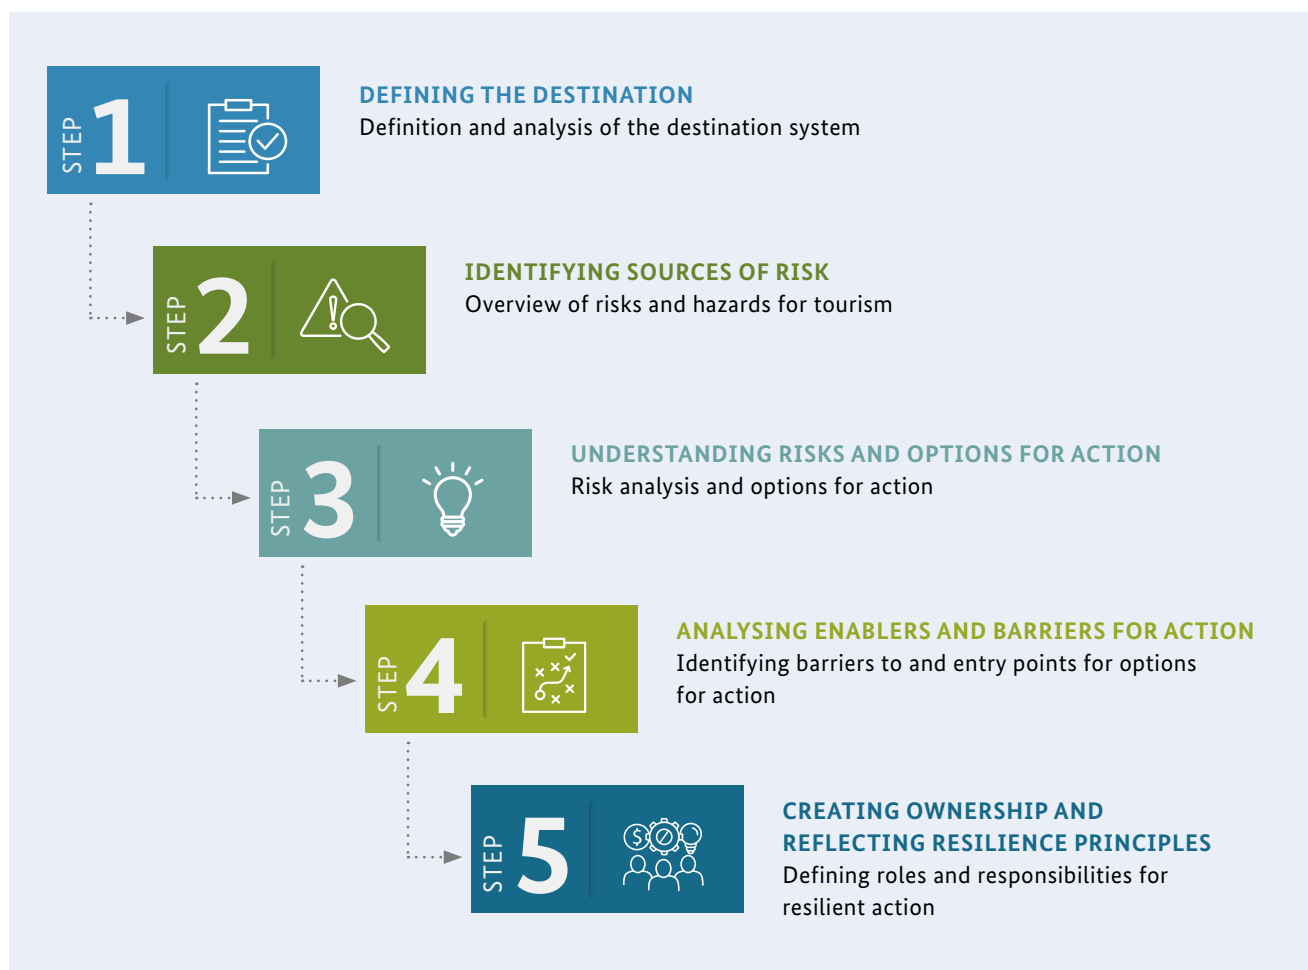 STEP 1
DEFINING THE DESTINATION
Definition and analysis of the destination system
STEP 2
IDENTIFYING SOURCES OF RISK
Overview of risks and hazards for tourism
STEP 3
UNDERSTANDING RISKS AND OPTIONS FOR ACTION
Risk analysis and options for action
STEP 4
ANALYSING ENABLERS AND BARRIERS FOR ACTION
Identifying barriers to and entry points for options
for action
STEP 5
CREATING OWNERSHIP AND
REFLECTING RESILIENCE PRINCIPLES
Defining roles and responsibilities for
resilient action